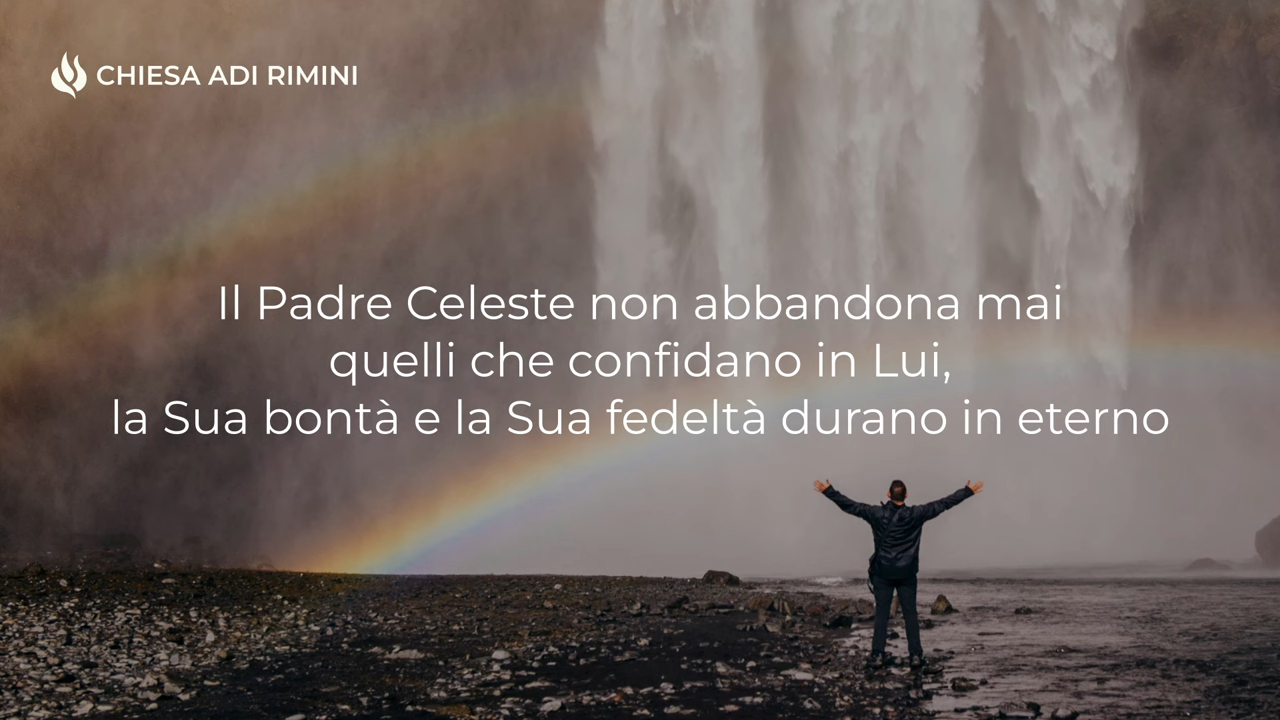 CHIESA ADI RIMINI
Il Padre Celeste non abbandona mai
quelli che confidano in Lui,
la Sua bontà e la Sua fedeltà durano in eterno